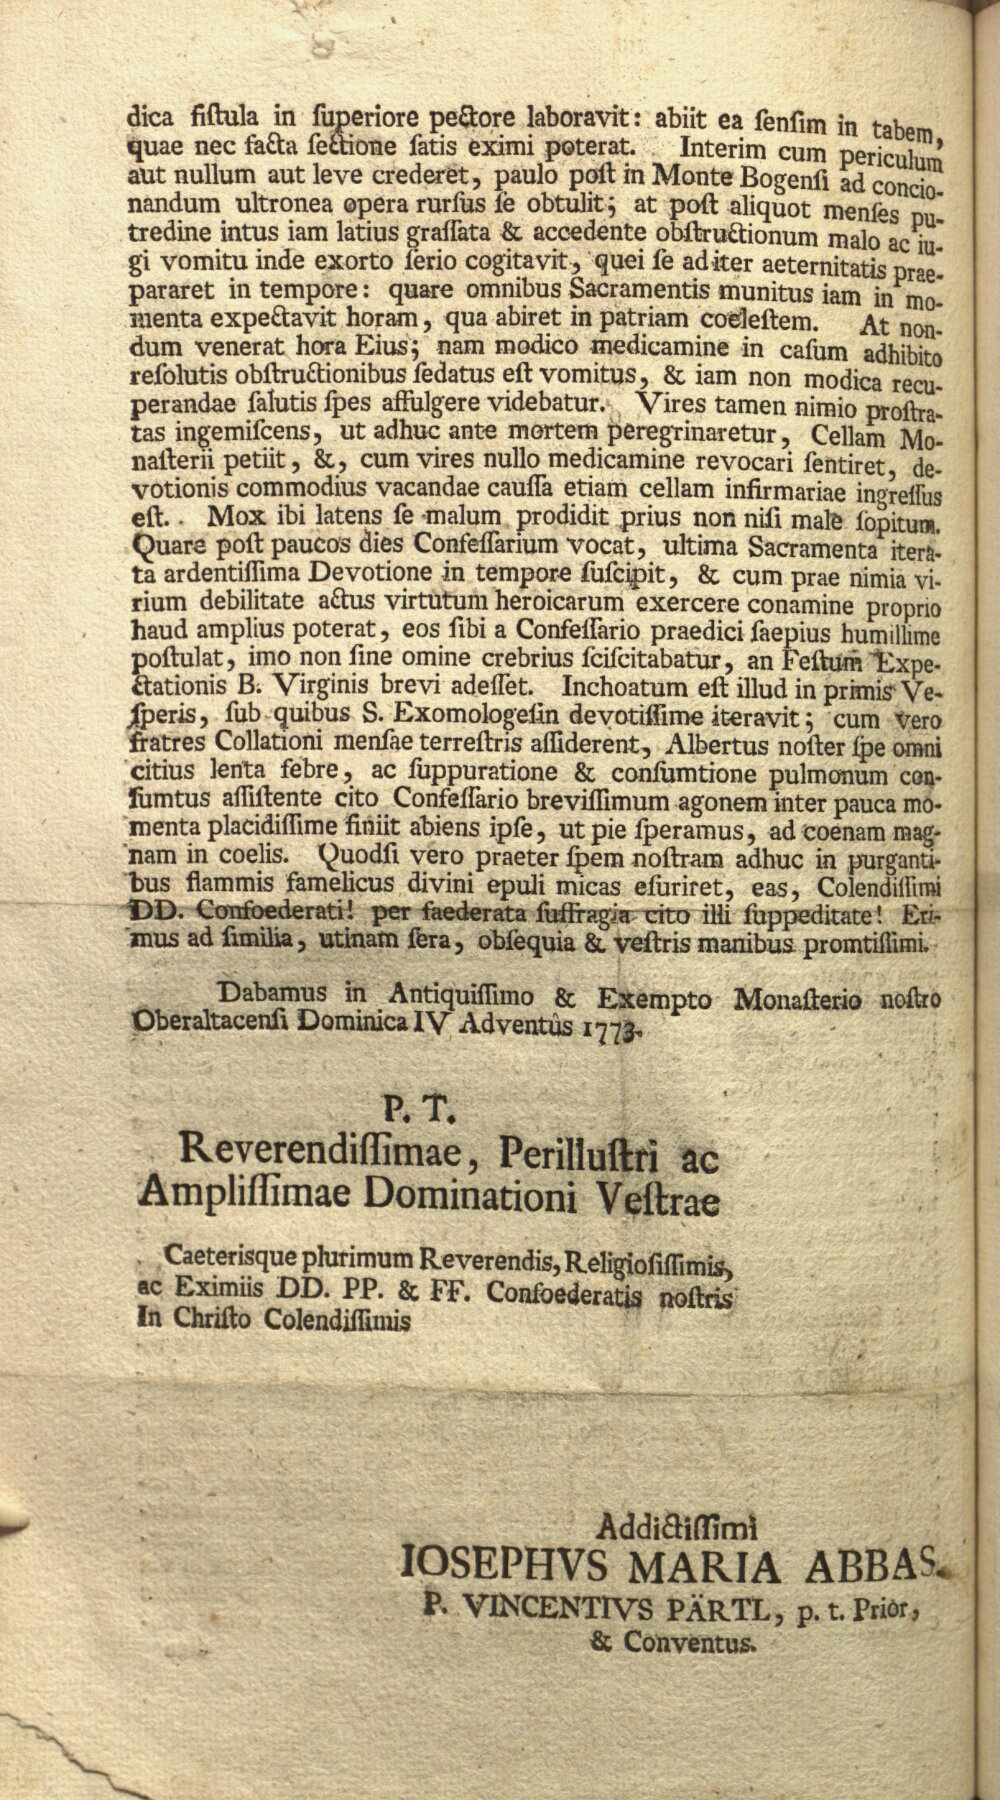 dica fiſtula in ſuperiore pectore laboravit: abiit ea ſenſim in tabem,
quae nec facta ſectione ſatis eximi poterat. Interim cum periculum
aut nullum aut leve crederet, paulo poſt in Monte Bogenſi ad concio-
nandum ultronea opera rurſus ſe obtulit; at poſt aliquot menſes pu-
tredine intus iam latius graſſata & accedente obſtructionum malo ac iu-
gi vomitu inde exorto ſerio cogitavit, quei ſe ad iter aeternitatis prae-
pararet in tempore: quare omnibus Sacramentis munitus iam in mo-
menta expectavit horam, qua abiret in patriam coeleſtem. At non-
dum venerat hora Eius; nam modico medicamine in caſum adhibito
reſolutis obſtructionibus ſedatus eſt vomitus, & iam non modica recu-
perandae ſalutis ſpes affulgere videbatur. Vires tamen nimio proſtra-
tas ingemiſcens, ut adhuc ante mortem peregrinaretur, Cellam Mo-
naſterii petiit, &, cum vires nullo medicamine revocari ſentiret, de-
votionis commodius vacandae cauſſa etiam cellam infirmariae ingreſſus
eſt. Mox ibi latens ſe malum prodidit prius non niſi male ſopitum.
Quare poſt paucos dies Confeſſarium vocat, ultima Sacramenta itera-
ta ardentiſſima Devotione in tempore ſuſcipit, & cum prae nimia vi-
rium debilitate actus virtutum heroicarum exercere conamine proprio
haud amplius poterat, eos ſibi a Confeſſario praedici ſaepius humillime
poſtulat, imo non ſine omine crebrius ſciſcitabatur, an Feſtum Expe-
ctationis B. Virginis brevi adeſſet. Inchoatum eſt illud in primis Ve-
ſperis, ſub quibus S. Exomologeſin devotiſſime iteravit; cum vero
fratres Collationi menſae terreſtris aſſiderent, Albertus noſter ſpe omni
citius lenta febre, ac ſuppuratione & conſumtione pulmonum con-
ſumtus aſſiſtente cito Confeſſario breviſſimum agonem inter pauca mo-
menta placidiſſime finiit abiens ipſe, ut pie ſperamus, ad coenam mag-
nam in coelis. Quodſi vero praeter ſpem noſtram adhuc in purganti-
bus flammis famelicus divini epuli micas eſuriret, eas, Colendiſſimi
DD. Confoederati! per faederata ſuffragia cito illi ſuppeditate! Eri-
mus ad ſimilia, utinam ſera, obſequia & veſtris manibus promtiſſimi.
Dabamus in Antiquiſſimo & Exempto Monaſterio noſtro
Oberaltacenſi Dominica IV Adventûs 1773.
P. T.
Reverendiſſimae, Perilluſtri ac
Ampliſſimae Dominationi Veſtrae
Caeterisque plurimum Reverendis, Religioſiſſimis,
ac Eximiis DD. PP. & FF. Confoederatis noſtris
In Chriſto Colendiſſimis
Addictiſſimi
IOSEPHVS MARIA ABBAS.
P. VINCENTIVS PÄRTL, p. t. Prior,
& Conventus.